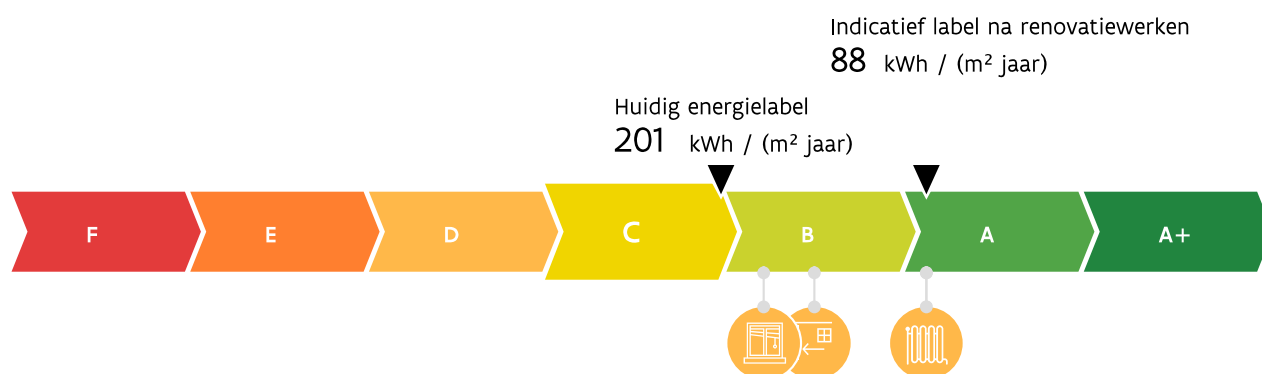 Indicatief label na renovatiewerken
88 kWh / (m² jaar)
Huidig energielabel
201 kWh / (m² jaar)
F E D C B A A+